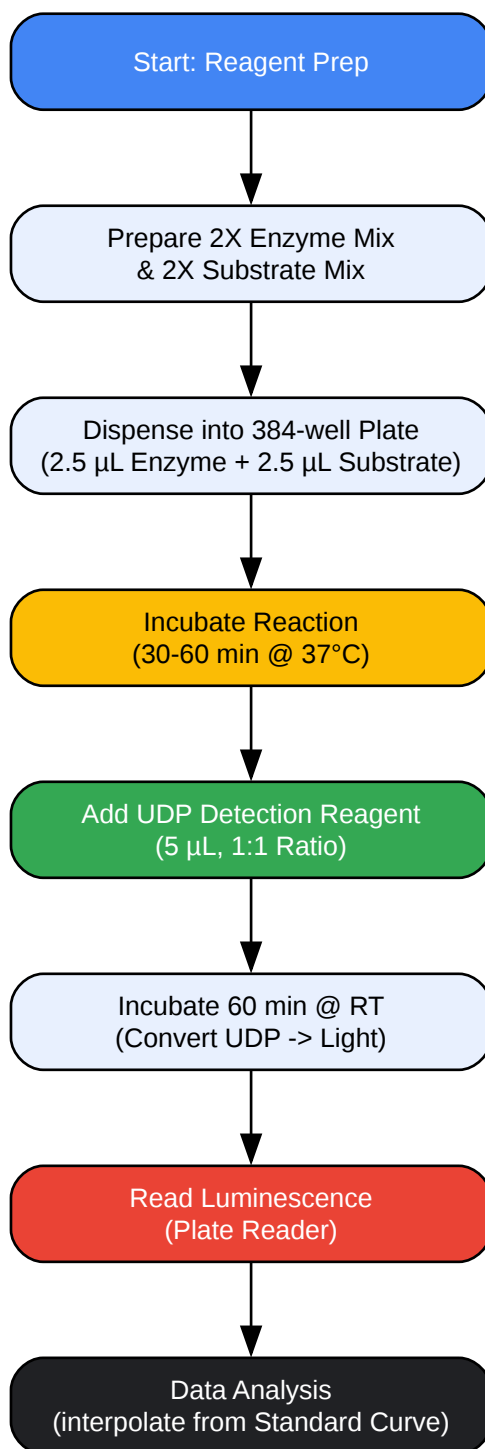 Start: Reagent Prep
Prepare 2X Enzyme Mix
& 2X Substrate Mix
Dispense into 384-well Plate
(2.5 µL Enzyme + 2.5 µL Substrate)
Incubate Reaction
(30-60 min @ 37°C)
Add UDP Detection Reagent
(5 µL, 1:1 Ratio)
Incubate 60 min @ RT
(Convert UDP -> Light)
Read Luminescence
(Plate Reader)
Data Analysis
(interpolate from Standard Curve)